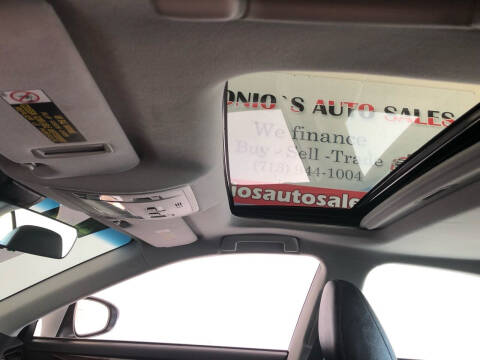 ONIO`S AUTO SALES
We finance
Buy - Sell - Trade
(713) 944-1004
iosautosale